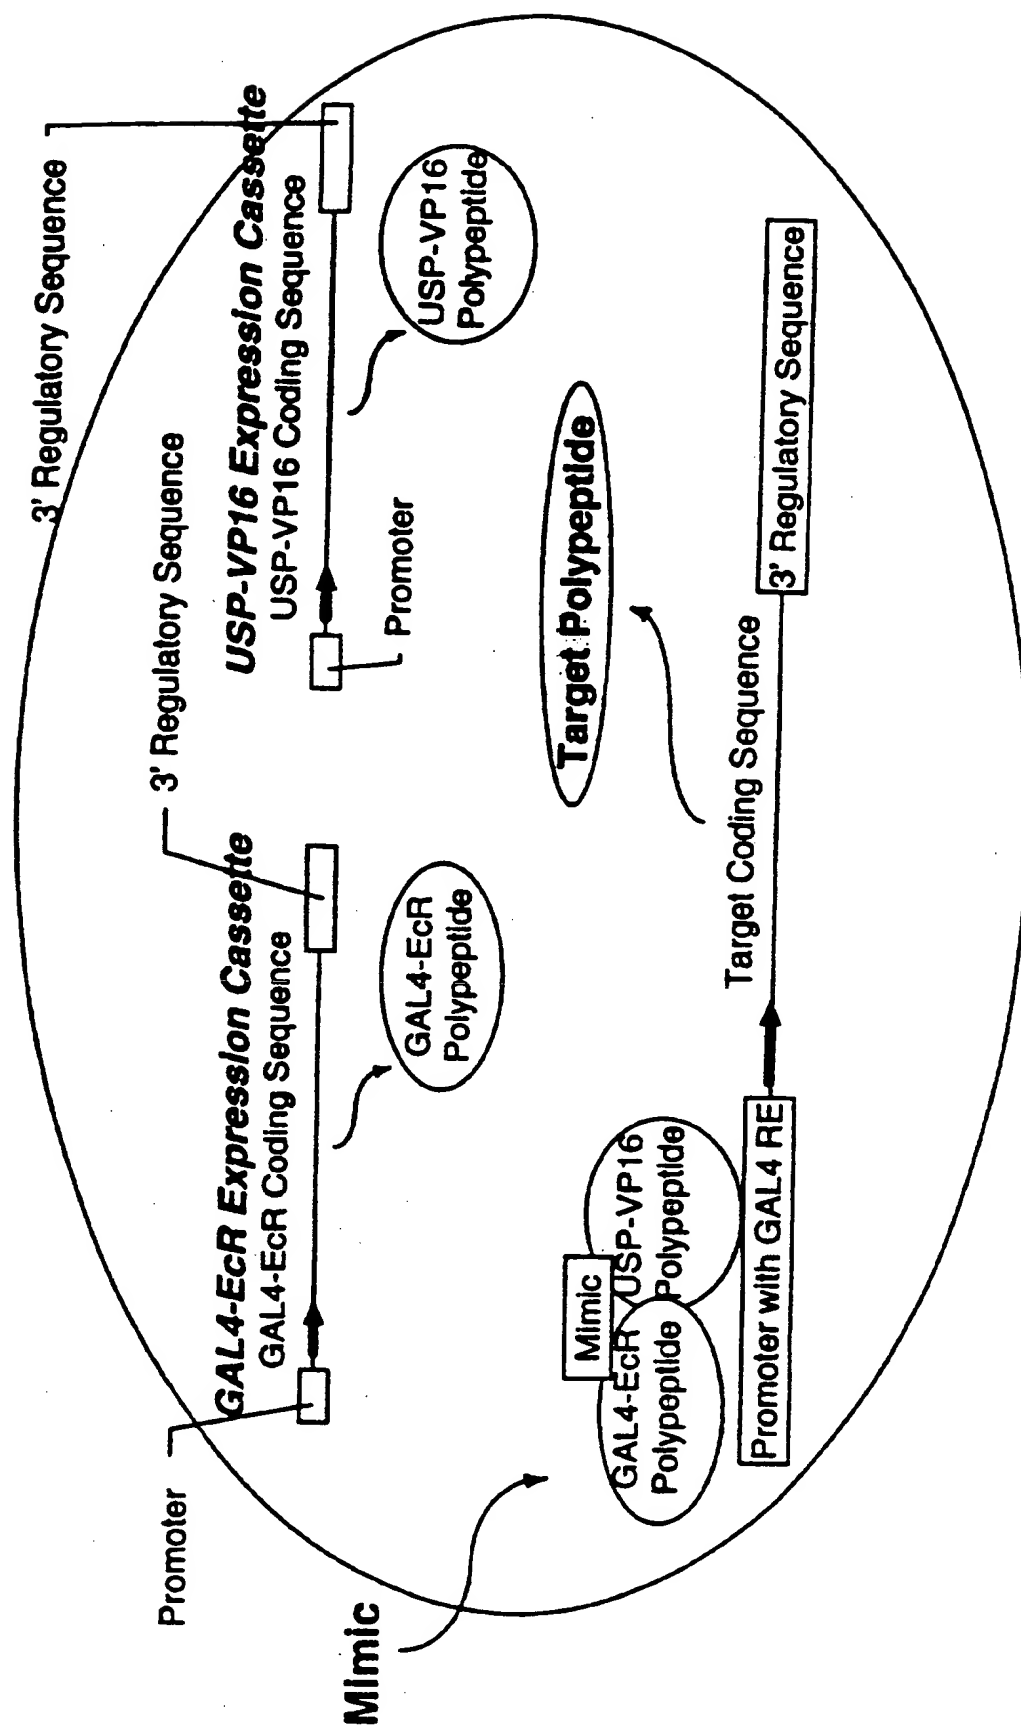 3' Regulatory Sequence
3' Regulatory Sequence
Promoter
GAL4-EcR Expression Cassette
GAL4-EcR Coding Sequence
USP-VP16 Expression Cassette
USP-VP16 Coding Sequence
Promoter
GAL4-EcR
Polypeptide
USP-VP16
Polypeptide
Mimic
Mimic
GAL4-EcR
Polypeptide
USP-VP16
Polypeptide
Target Polypeptide
Target Coding Sequence
Promoter with GAL4 RE
3' Regulatory Sequence